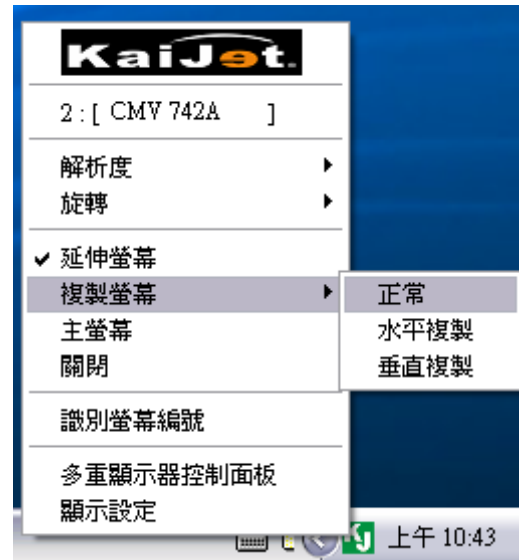 KaiJet.
2 : [ CMV 742A ]
解析度
旋轉
延伸螢幕
複製螢幕
正常
主螢幕
水平複製
關閉
垂直複製
識別螢幕編號
多重顯示器控制面板
顯示設定
上午 10:43